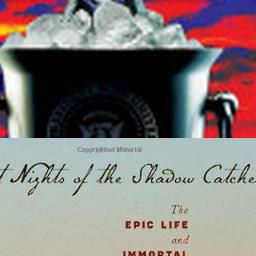 Copyrighted Material
t Nights of the Shadow Catche
The
EPIC LIFE
and
IMMORTAL